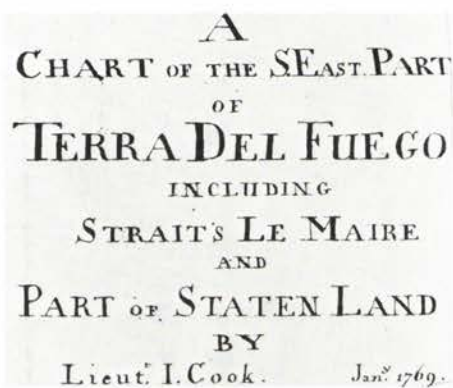 A
CHART OF THE S.EAST PART
OF
TERRA DEL FUEGO
INCLUDING
STRAITS LE MAIRE
AND
PART OF STATEN LAND
BY
Lieut.t I. Cook. Jan.y 1769.